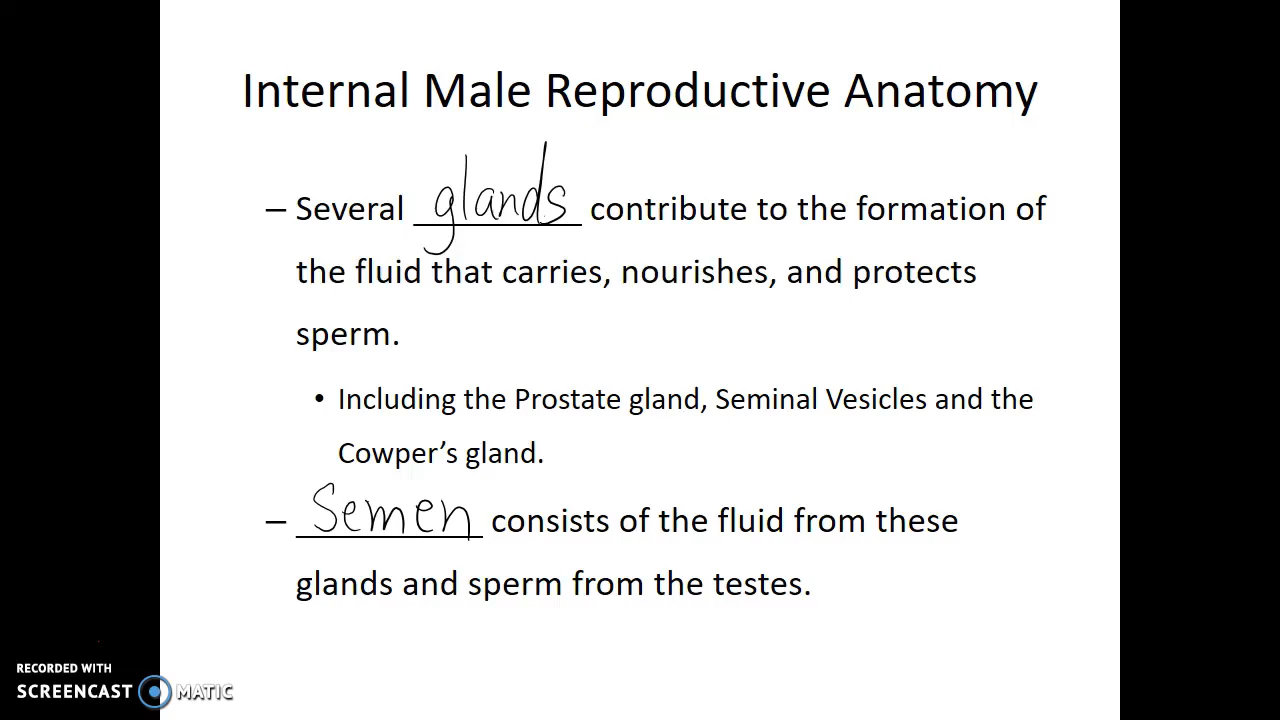 Internal Male Reproductive Anatomy
– Several glands contribute to the formation of
the fluid that carries, nourishes, and protects
sperm.
• Including the Prostate gland, Seminal Vesicles and the
Cowper’s gland.
– Semen consists of the fluid from these
glands and sperm from the testes.
RECORDED WITH
SCREENCAST MATIC